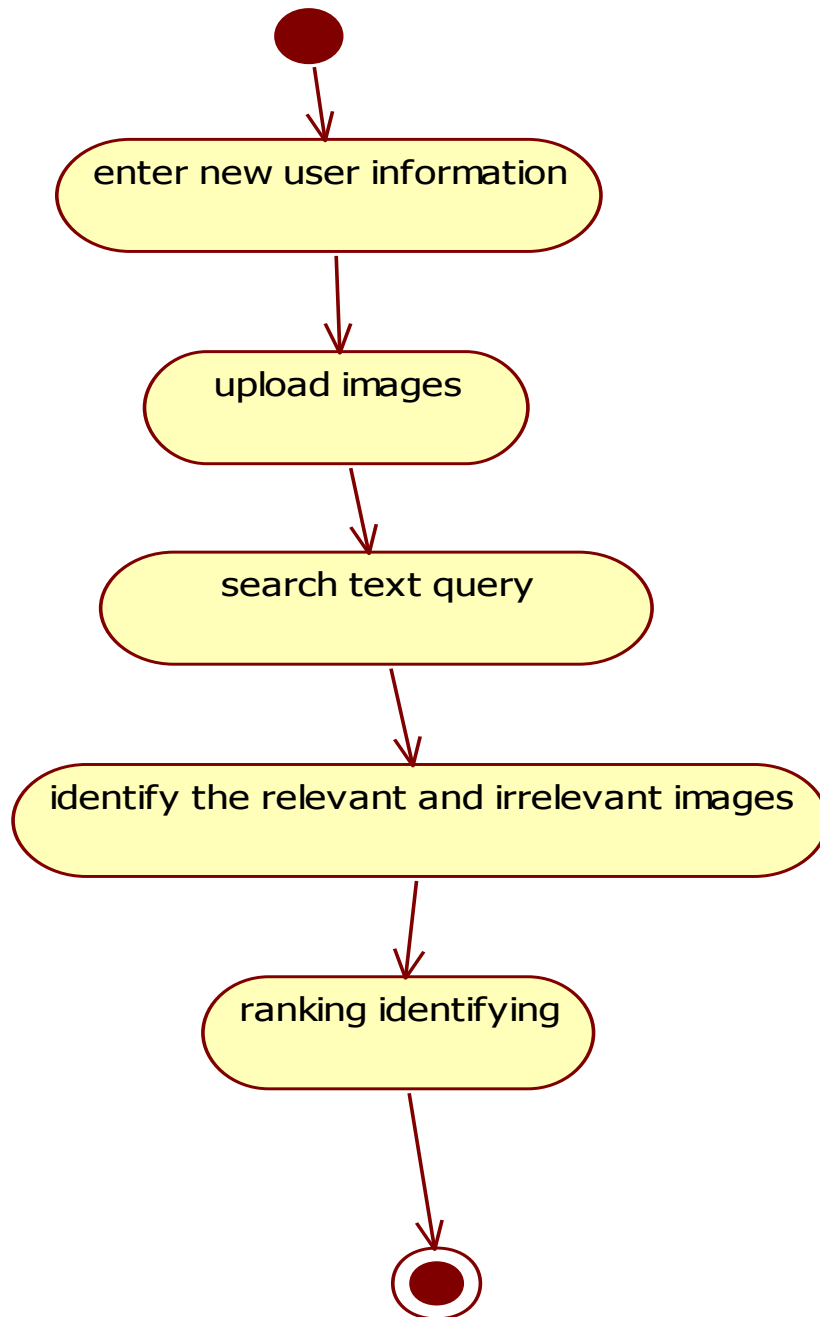 enter new user information
upload images
search text query
identify the relevant and irrelevant images
ranking identifying